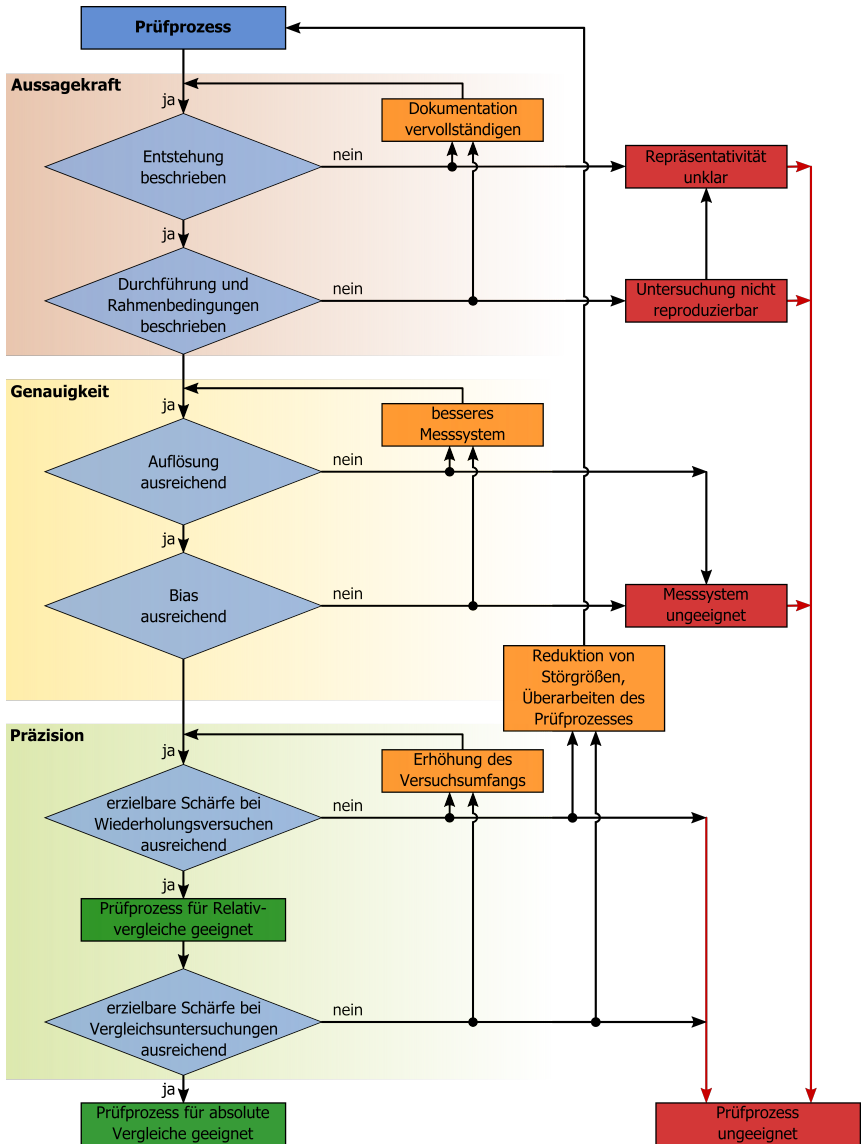 Prüfprozess
Aussagekraft
ja
Dokumentation
vervollständigen
Entstehung
beschrieben
nein
Repräsentativität
unklar
ja
Durchführung und
Rahmenbedingungen
beschrieben
nein
Untersuchung nicht
reproduzierbar
Genauigkeit
ja
besseres
Messsystem
Auflösung
ausreichend
nein
ja
Bias
ausreichend
nein
Messsystem
ungeeignet
Reduktion von
Störgrößen,
Überarbeiten des
Prüfprozesses
Präzision
ja
Erhöhung des
Versuchsumfangs
erzielbare Schärfe bei
Wiederholungsversuchen
ausreichend
nein
ja
Prüfprozess für Relativ-
vergleiche geeignet
erzielbare Schärfe bei
Vergleichsuntersuchungen
ausreichend
nein
ja
Prüfprozess für absolute
Vergleiche geeignet
Prüfprozess
ungeeignet